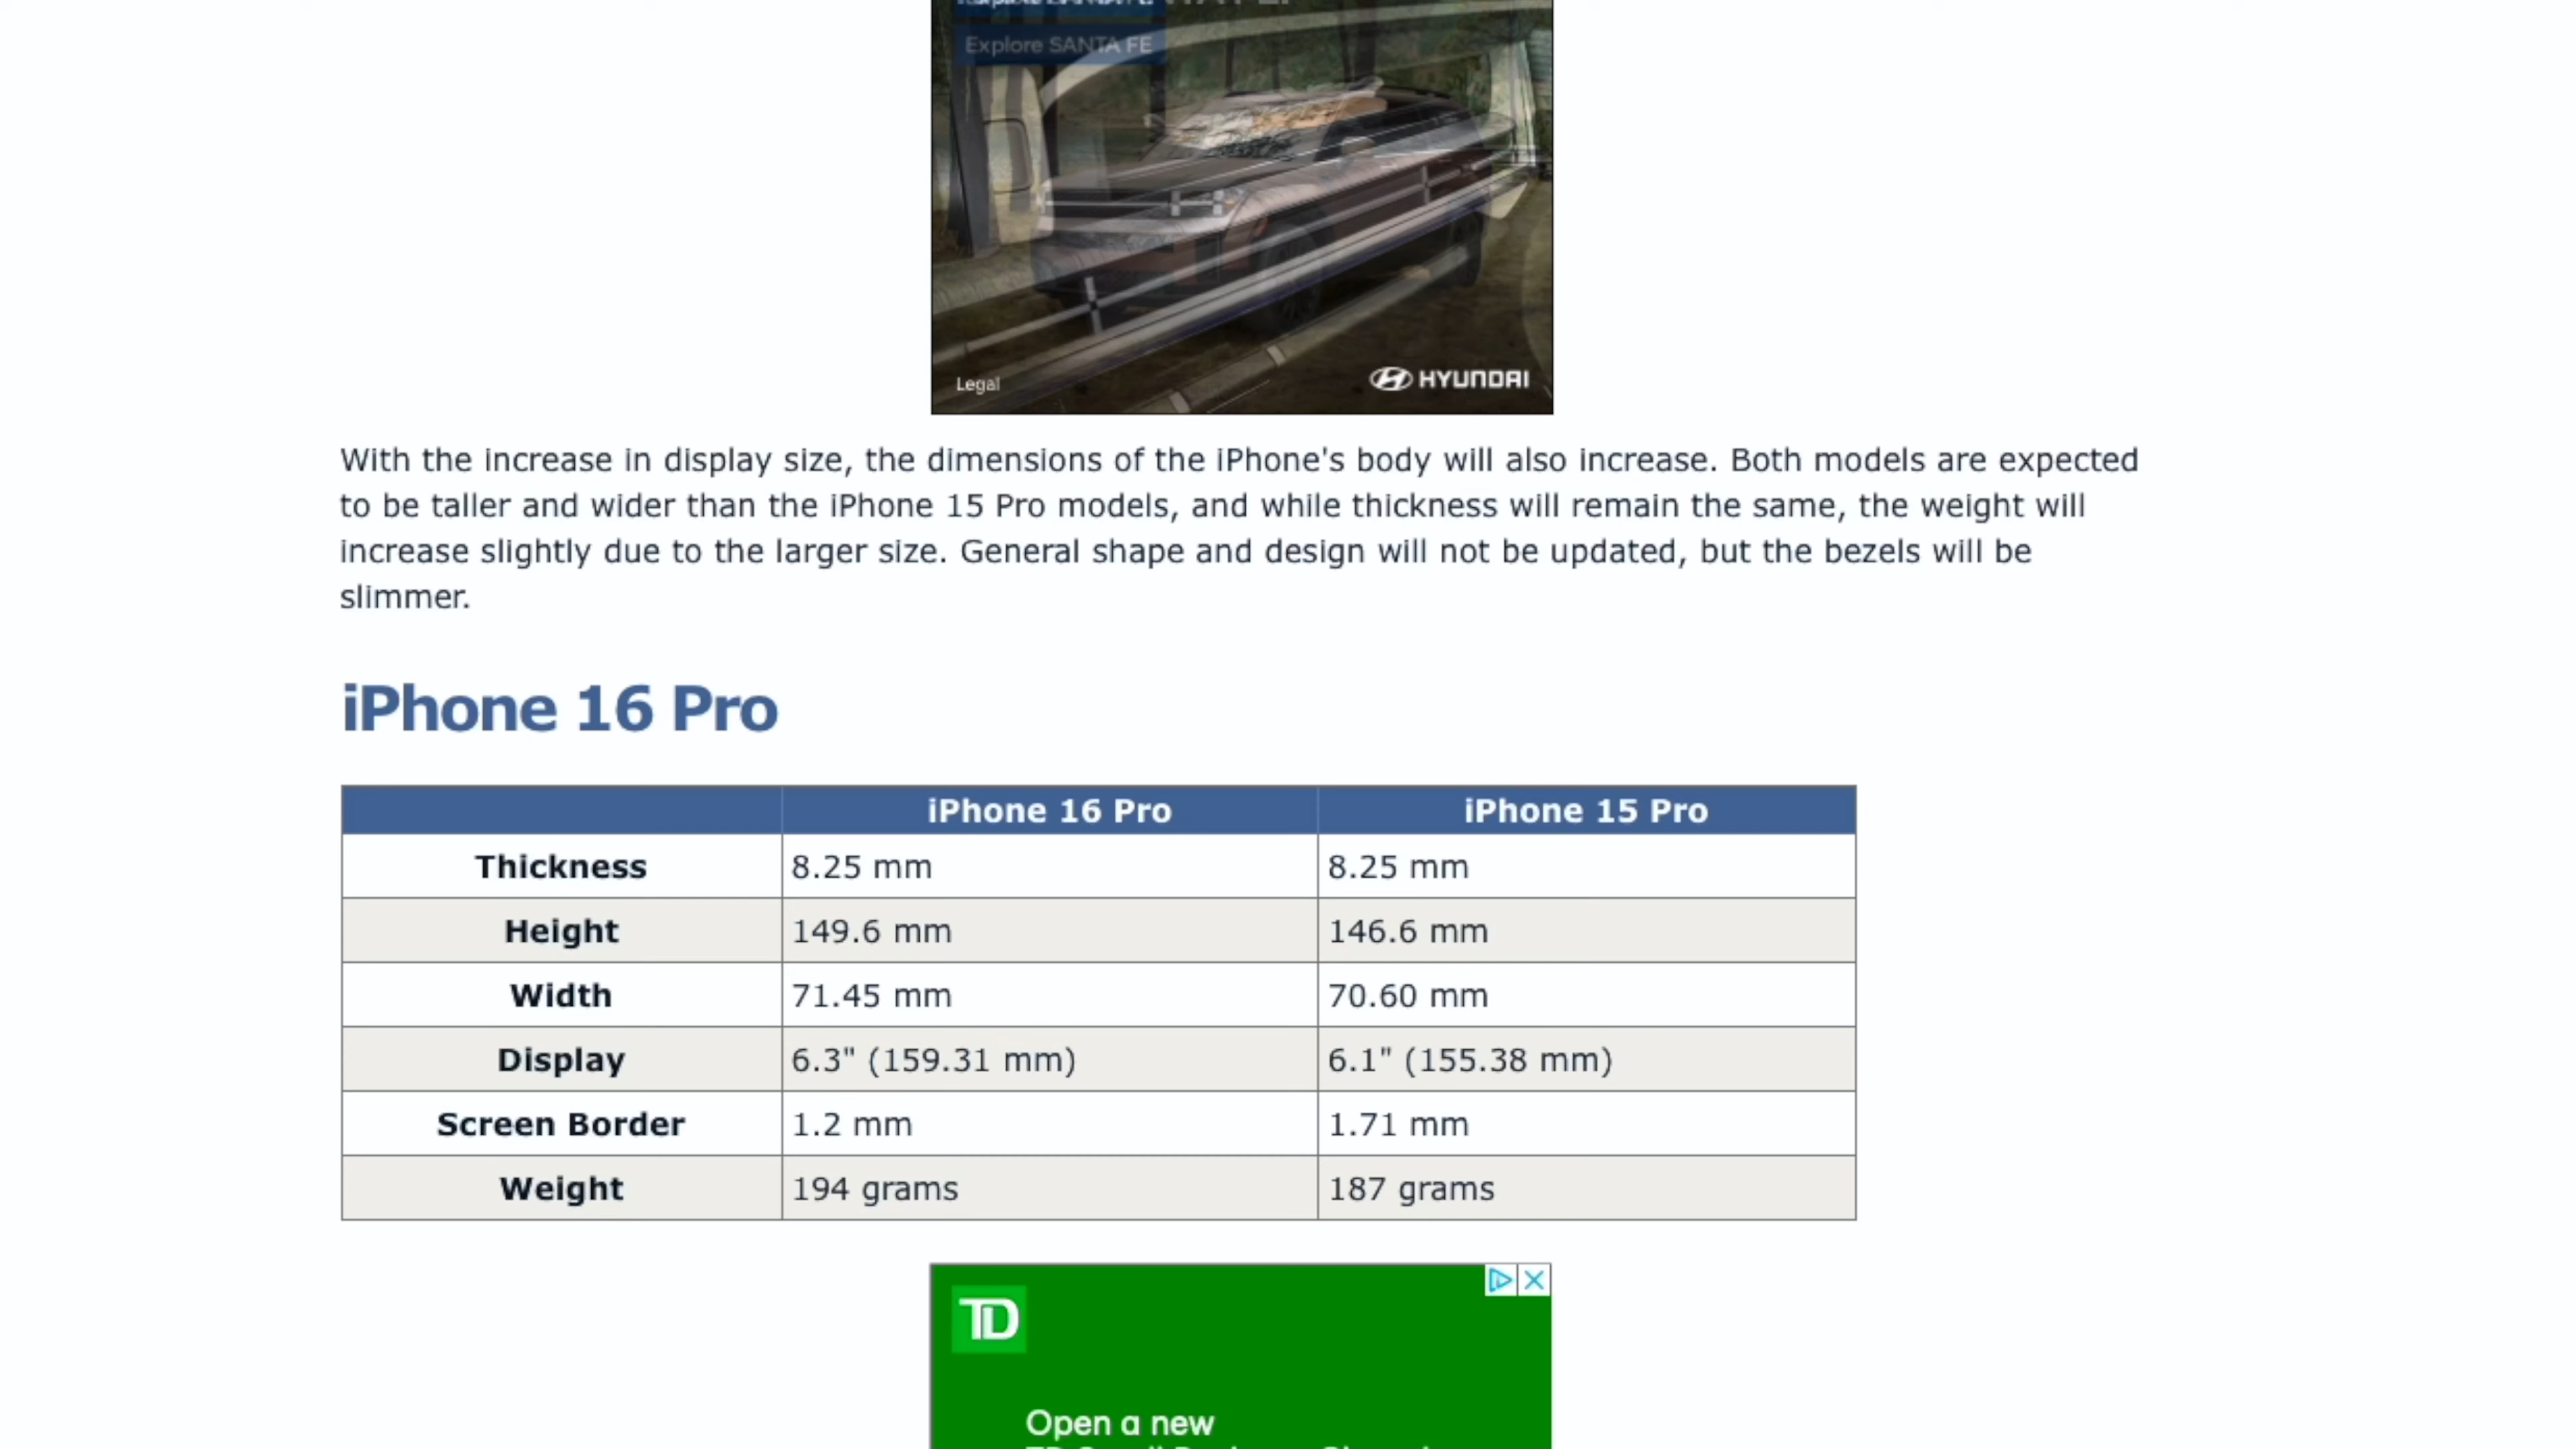 Explore SANTA FE
Legal
HYUNDAI
With the increase in display size, the dimensions of the iPhone's body will also increase. Both models are expected
to be taller and wider than the iPhone 15 Pro models, and while thickness will remain the same, the weight will
increase slightly due to the larger size. General shape and design will not be updated, but the bezels will be
slimmer.
iPhone 16 Pro
iPhone 16 Pro iPhone 15 Pro
Thickness 8.25 mm 8.25 mm
Height 149.6 mm 146.6 mm
Width 71.45 mm 70.60 mm
Display 6.3" (159.31 mm) 6.1" (155.38 mm)
Screen Border 1.2 mm 1.71 mm
Weight 194 grams 187 grams
TD
Open a new